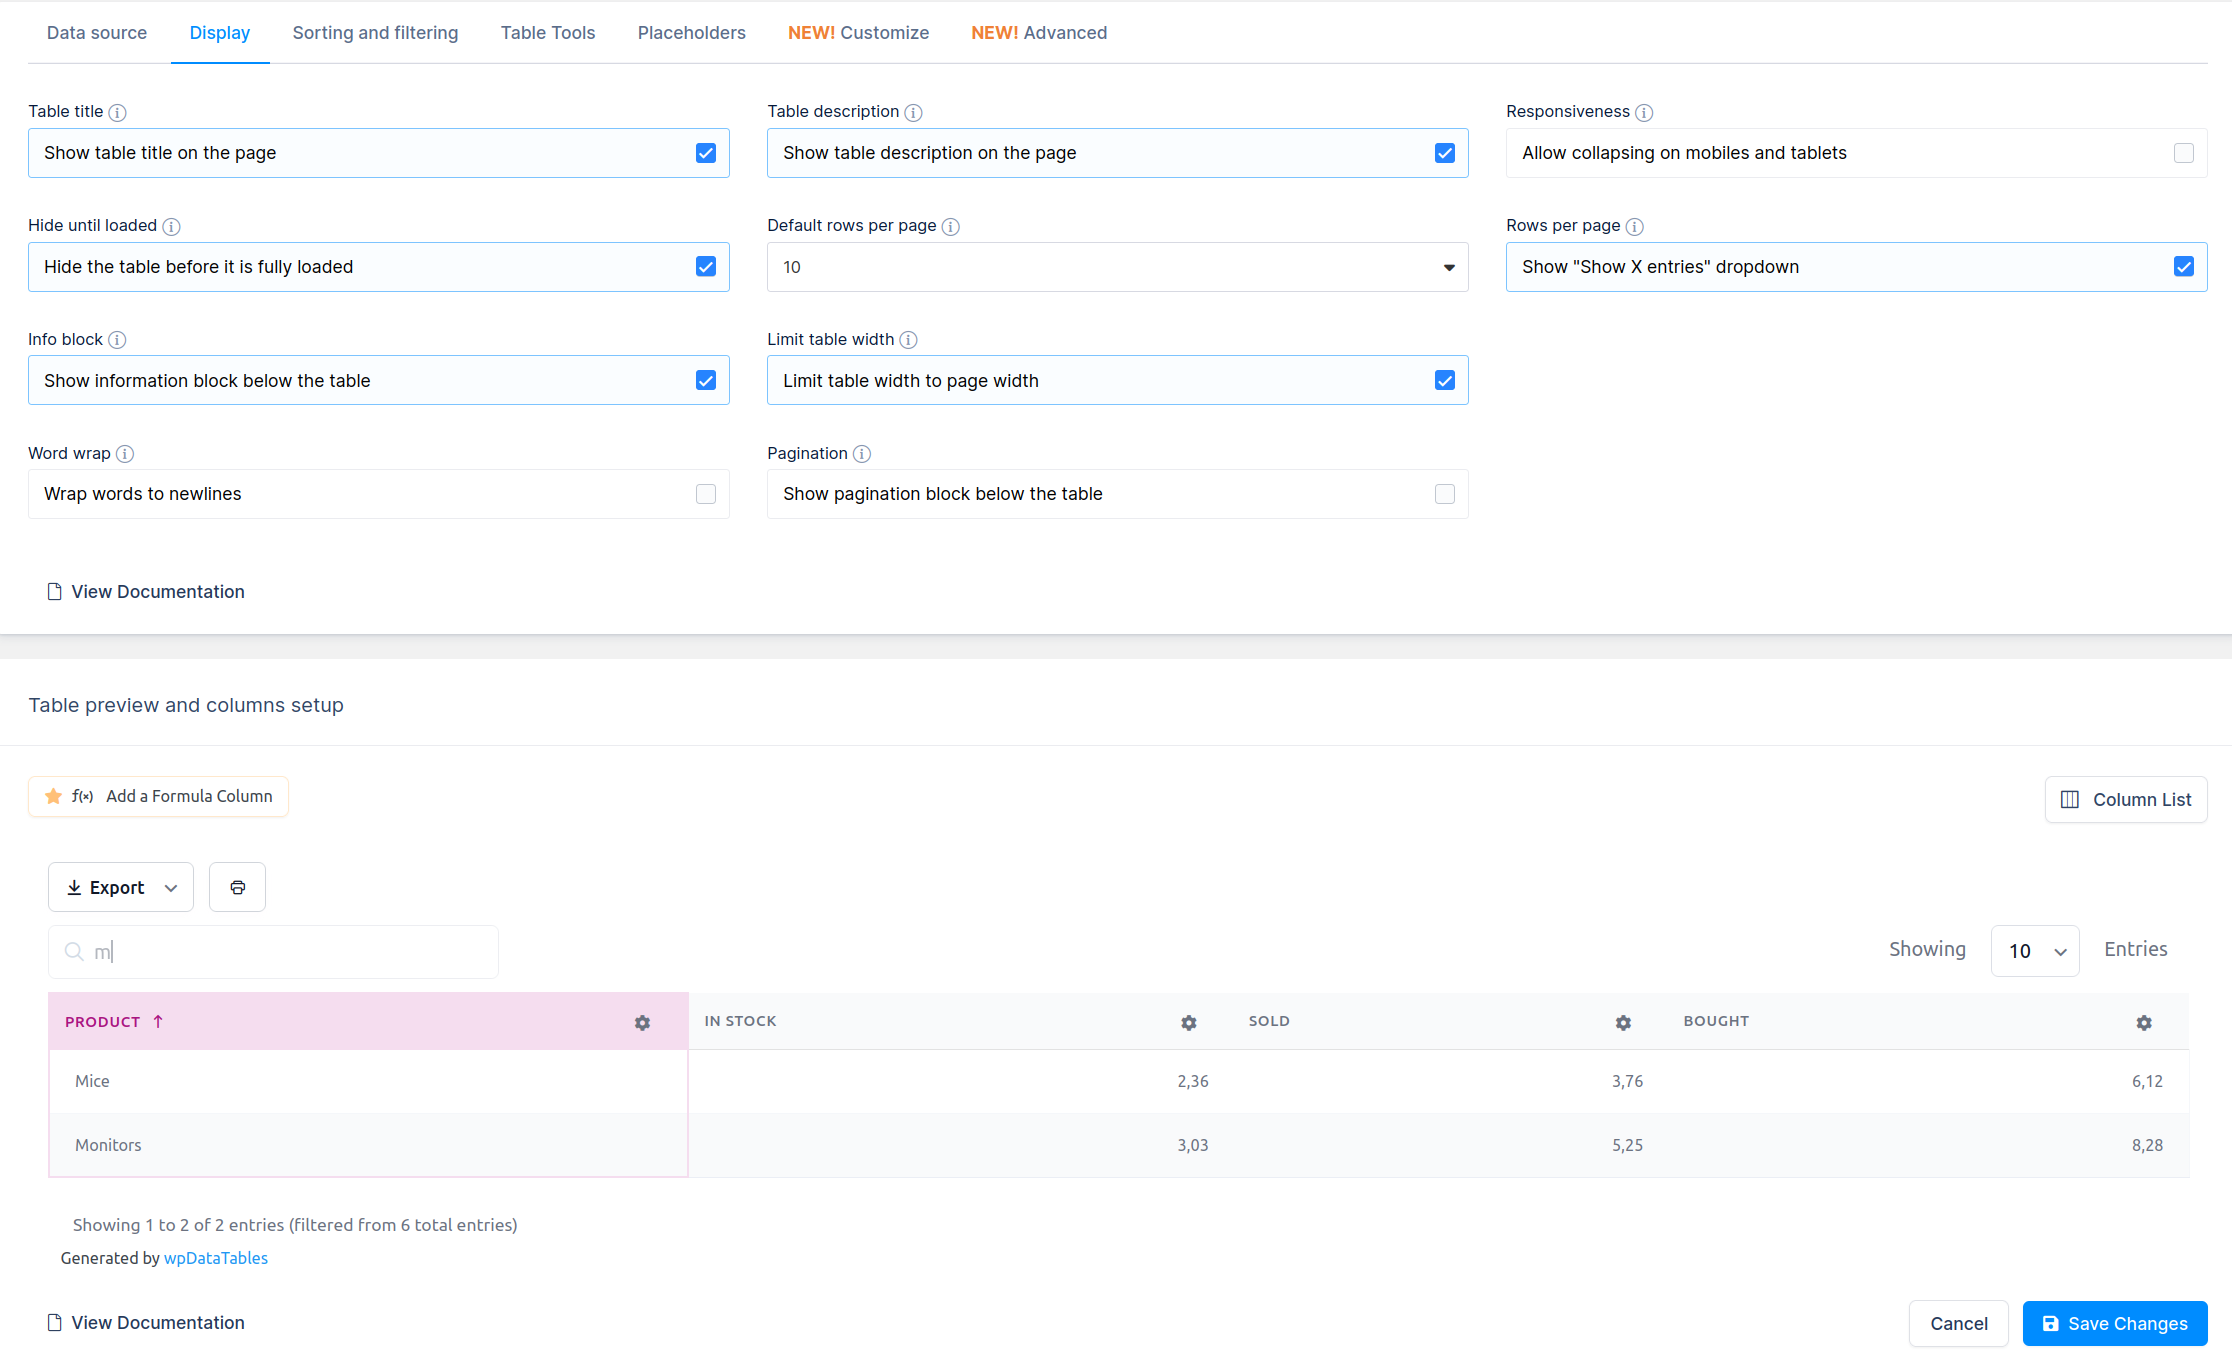 Data source Display Sorting and filtering Table Tools Placeholders NEW! Customize NEW! Advanced
Table title Table description Responsiveness
Show table title on the page Show table description on the page Allow collapsing on mobiles and tablets
Hide until loaded Default rows per page Rows per page
Hide the table before it is fully loaded 10 Show "Show X entries" dropdown
Info block Limit table width
Show information block below the table Limit table width to page width
Word wrap Pagination
Wrap words to newlines Show pagination block below the table
View Documentation
Table preview and columns setup
f(x) Add a Formula Column Column List
Export
m Showing 10 Entries
PRODUCT IN STOCK SOLD BOUGHT
Mice 2,36 3,76 6,12
Monitors 3,03 5,25 8,28
Showing 1 to 2 of 2 entries (filtered from 6 total entries)
Generated by wpDataTables
View Documentation Cancel Save Changes